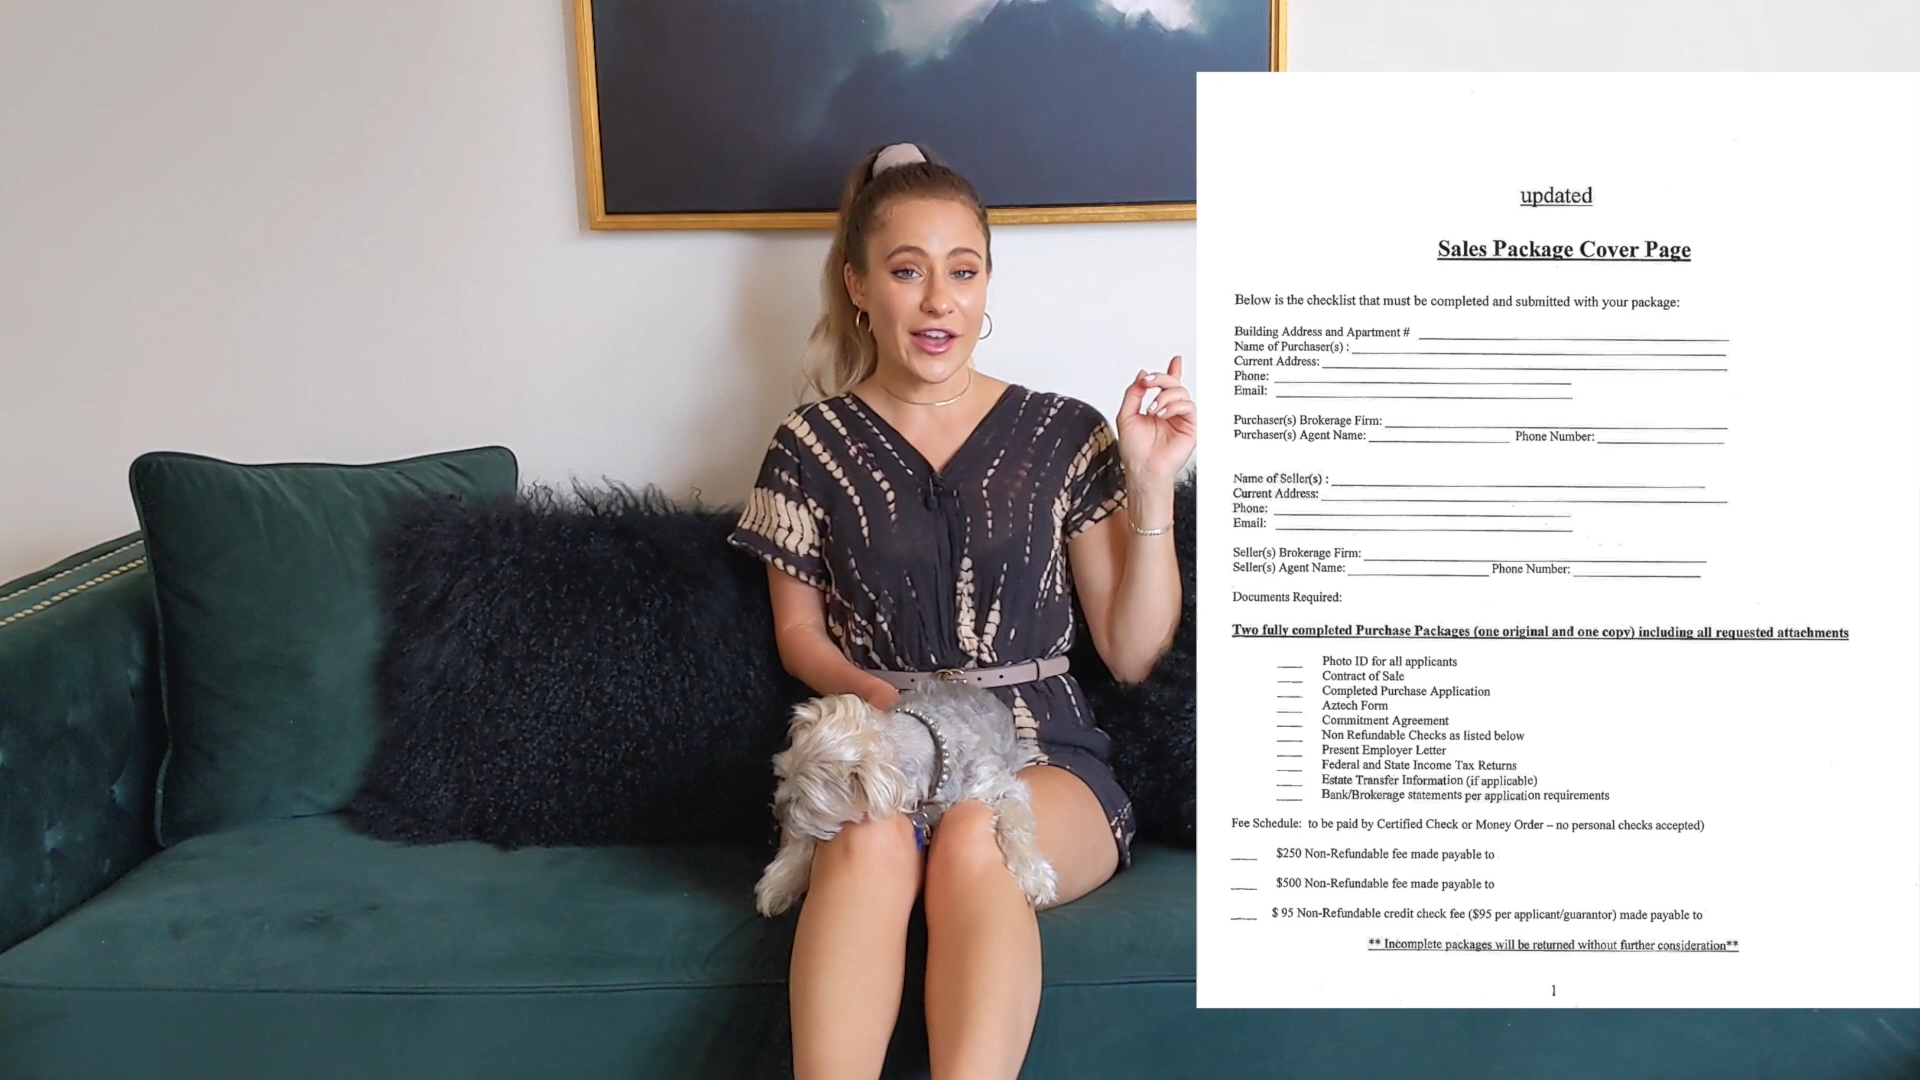 updated
Sales Package Cover Page
Below is the checklist that must be completed and submitted with your package:
Building Address and Apartment #
Name of Purchaser(s) :
Current Address:
Phone:
Email:
Purchaser(s) Brokerage Firm:
Purchaser(s) Agent Name: Phone Number:
Name of Seller(s) :
Current Address:
Phone:
Email:
Seller(s) Brokerage Firm:
Seller(s) Agent Name: Phone Number:
Documents Required:
Two fully completed Purchase Packages (one original and one copy) including all requested attachments
Photo ID for all applicants
Contract of Sale
Completed Purchase Application
Aztech Form
Commitment Agreement
Non Refundable Checks as listed below
Present Employer Letter
Federal and State Income Tax Returns
Estate Transfer Information (if applicable)
Bank/Brokerage statements per application requirements
Fee Schedule: to be paid by Certified Check or Money Order – no personal checks accepted)
$250 Non-Refundable fee made payable to
$500 Non-Refundable fee made payable to
$ 95 Non-Refundable credit check fee ($95 per applicant/guarantor) made payable to
** Incomplete packages will be returned without further consideration**
1